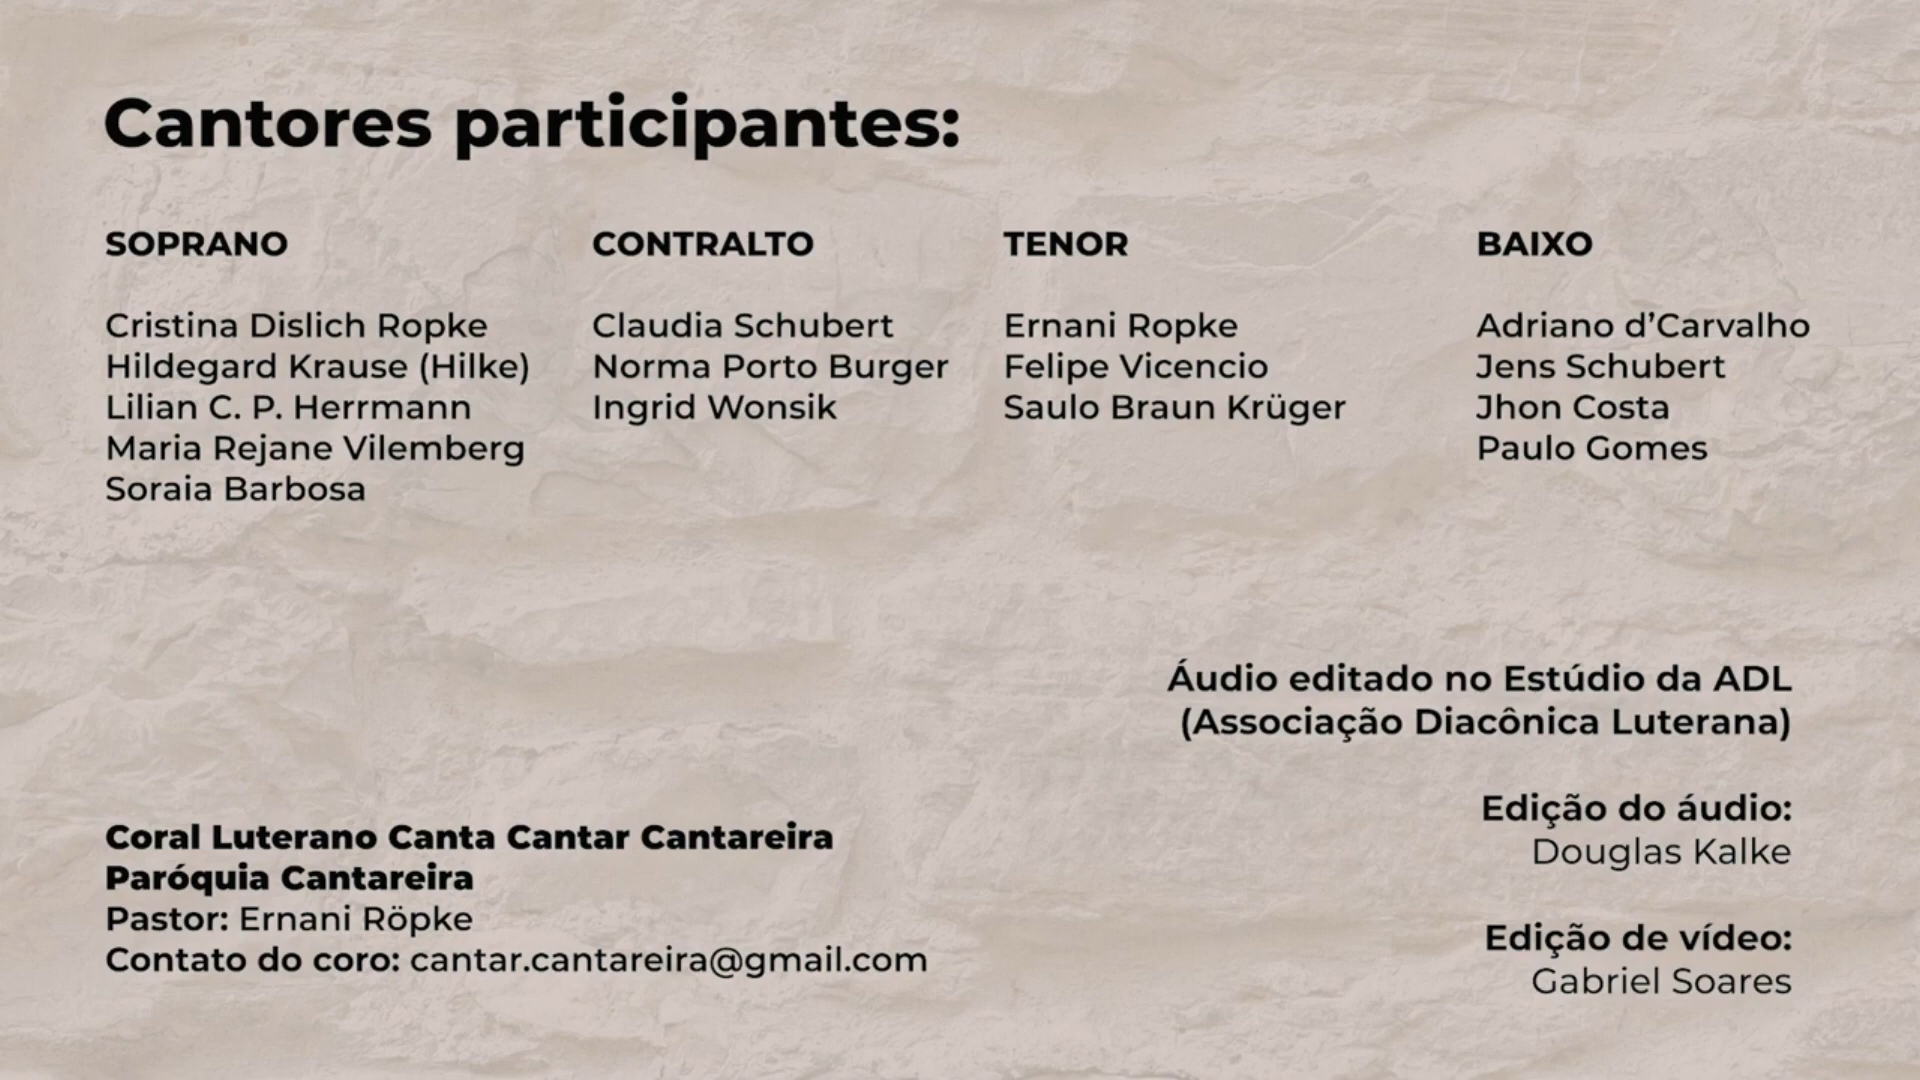 Cantores participantes:
SOPRANO
Cristina Dislich Ropke
Hildegard Krause (Hilke)
Lilian C. P. Herrmann
Maria Rejane Vilemberg
Soraia Barbosa
CONTRALTO
Claudia Schubert
Norma Porto Burger
Ingrid Wonsik
TENOR
Ernani Ropke
Felipe Vicencio
Saulo Braun Krüger
BAIXO
Adriano d’Carvalho
Jens Schubert
Jhon Costa
Paulo Gomes
Coral Luterano Canta Cantar Cantareira
Paróquia Cantareira
Pastor: Ernani Röpke
Contato do coro: cantar.cantareira@gmail.com
Áudio editado no Estúdio da ADL
(Associação Diacônica Luterana)
Edição do áudio:
Douglas Kalke
Edição de vídeo:
Gabriel Soares